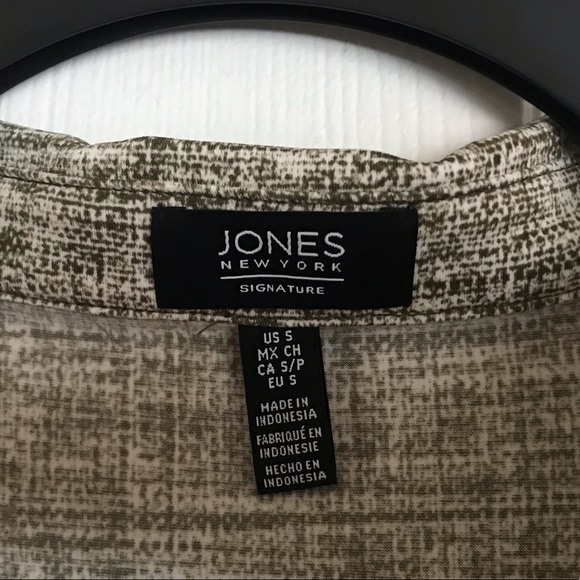 JONES
NEW YORK
SIGNATURE
US S
MX CH
CA S/P
EU S
MADE IN
INDONESIA
FABRIQUÉ EN
INDONESIE
HECHO EN
INDONESIA